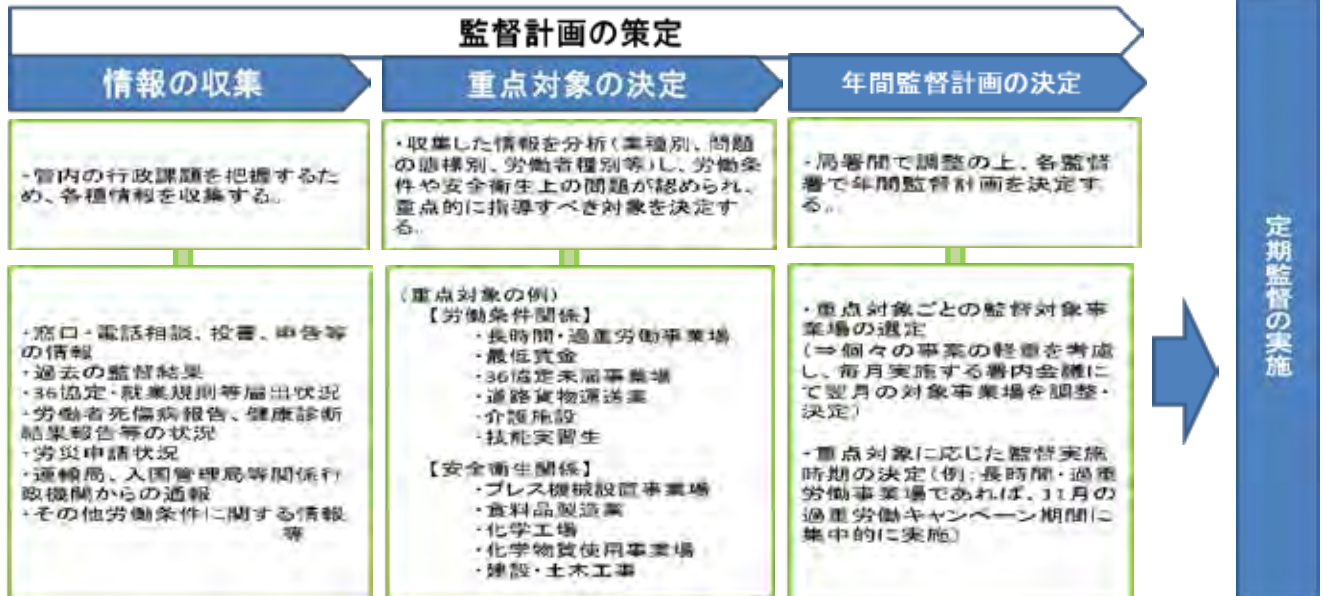 監督計画の策定
情報の収集
・管内の行政課題を把握するた
め、各種情報を収集する。
・窓口・電話相談、投書、申告等
の情報
・過去の監督結果
・36協定・就業規則等届出状況
・労働者死傷病報告、健康診断
結果報告等の状況
・労災申請状況
・運輸局、入国管理局等関係行
政機関からの通報
・その他労働条件に関する情報
等
重点対象の決定
・収集した情報を分析(業種別、問題
の態様別、労働者種別等)し、労働条
件や安全衛生上の問題が認められ、
重点的に指導すべき対象を決定す
る。
(重点対象の例)
【労働条件関係】
・長時間・過重労働事業場
・最低賃金
・36協定未届事業場
・道路貨物運送業
・介護施設
・技能実習生
【安全衛生関係】
・プレス機械設置事業場
・食料品製造業
・化学工場
・化学物質使用事業場
・建設・土木工事
年間監督計画の決定
・局署間で調整の上、各監督
署で年間監督計画を決定す
る。
・重点対象ごとの監督対象事
業場の選定
(⇒個々の事案の軽重を考慮
し、毎月実施する署内会議に
て翌月の対象事業場を調整・
決定)
・重点対象に応じた監督実施
時期の決定(例:長時間・過重
労働事業場であれば、11月の
過重労働キャンペーン期間に
集中的に実施)
定期監督の実施